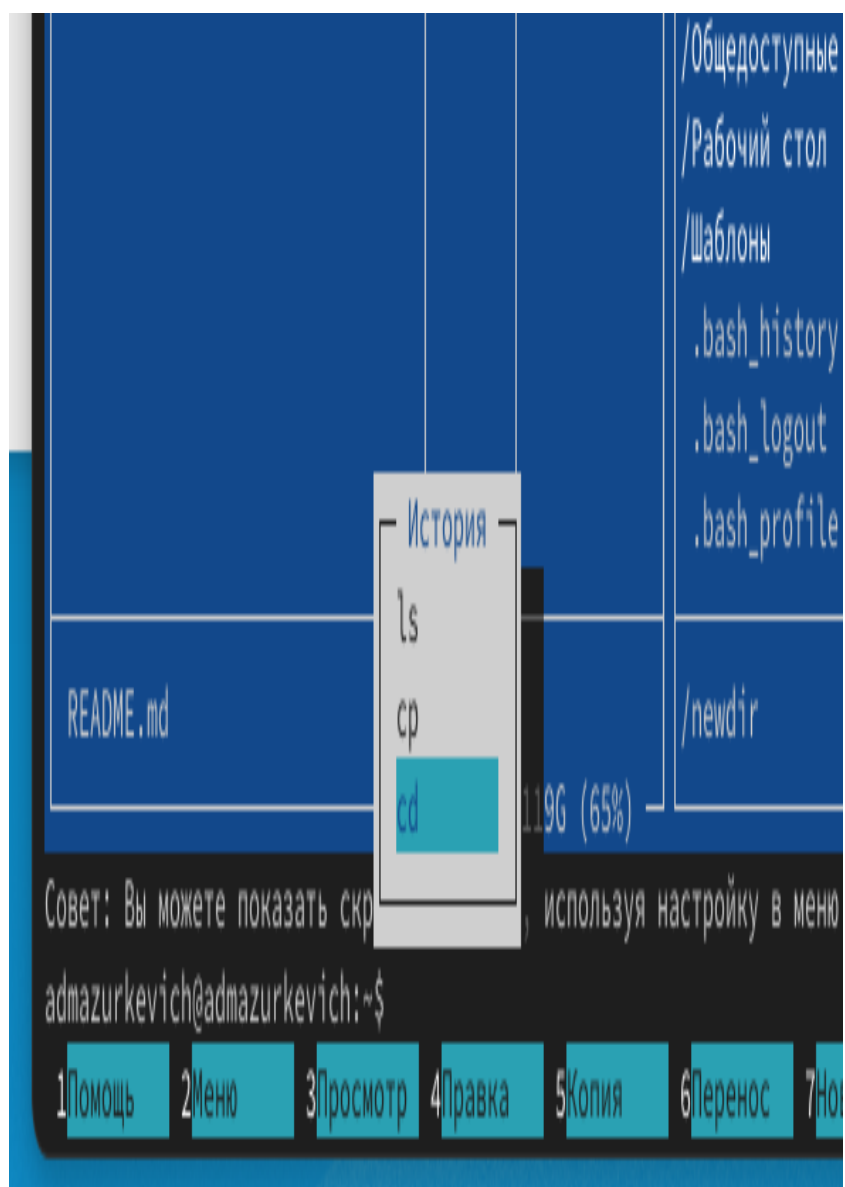 /Общедоступные
/Рабочий стол
/Шаблоны
.bash_history
.bash_logout
.bash_profile
История
ls
cp
cd
README.md
/newdir
119G (65%)
Совет: Вы можете показать скр , используя настройку в меню
admazurkevich@admazurkevich:~$
1Помощь 2Меню 3Просмотр 4Правка 5Копия 6Перенос 7Нов